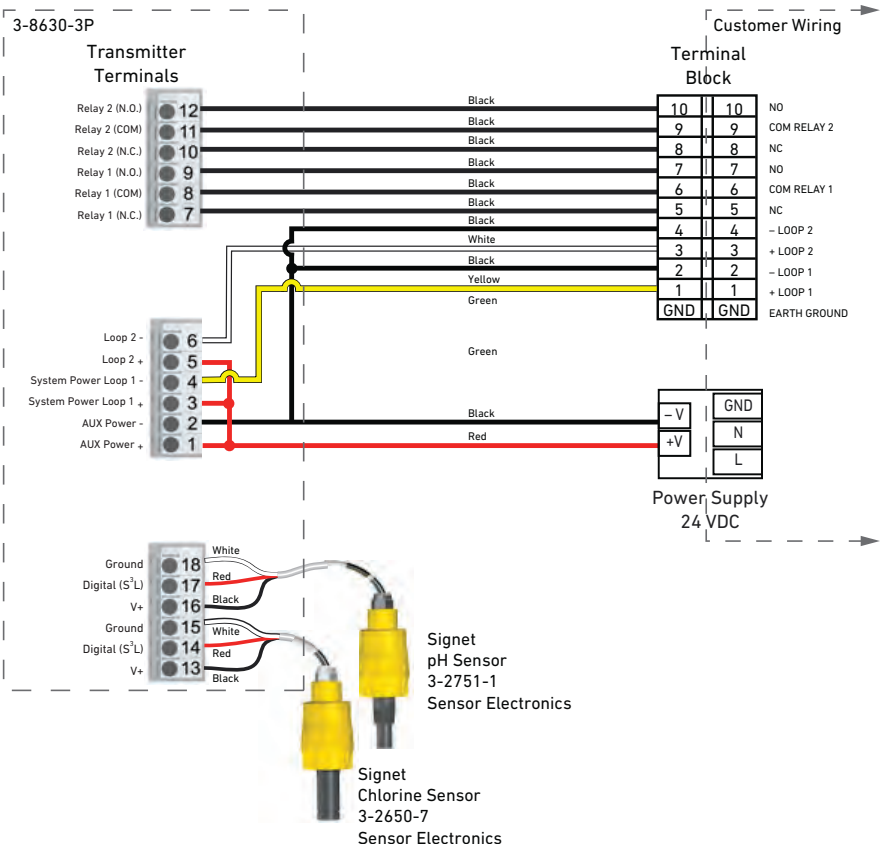 3-8630-3P
Customer Wiring
Transmitter
Terminals
Terminal
Block
Relay 2 (N.O.) 12 Black 10 10 NO
Relay 2 (COM) 11 Black 9 9 COM RELAY 2
Relay 2 (N.C.) 10 Black 8 8 NC
Relay 1 (N.O.) 9 Black 7 7 NO
Relay 1 (COM) 8 Black 6 6 COM RELAY 1
Relay 1 (N.C.) 7 Black 5 5 NC
Black 4 4 – LOOP 2
White 3 3 + LOOP 2
Black 2 2 – LOOP 1
Yellow 1 1 + LOOP 1
Green GND GND EARTH GROUND
Loop 2 - 6
Green
Loop 2 + 5
System Power Loop 1 - 4
System Power Loop 1 + 3
AUX Power - 2 Black – V GND
AUX Power + 1 Red +V N
L
Power Supply
24 VDC
Ground 18 White
Digital (S³L) 17 Red
V+ 16 Black
Ground 15 White
Digital (S³L) 14 Red
V+ 13 Black
Signet
pH Sensor
3-2751-1
Sensor Electronics
Signet
Chlorine Sensor
3-2650-7
Sensor Electronics